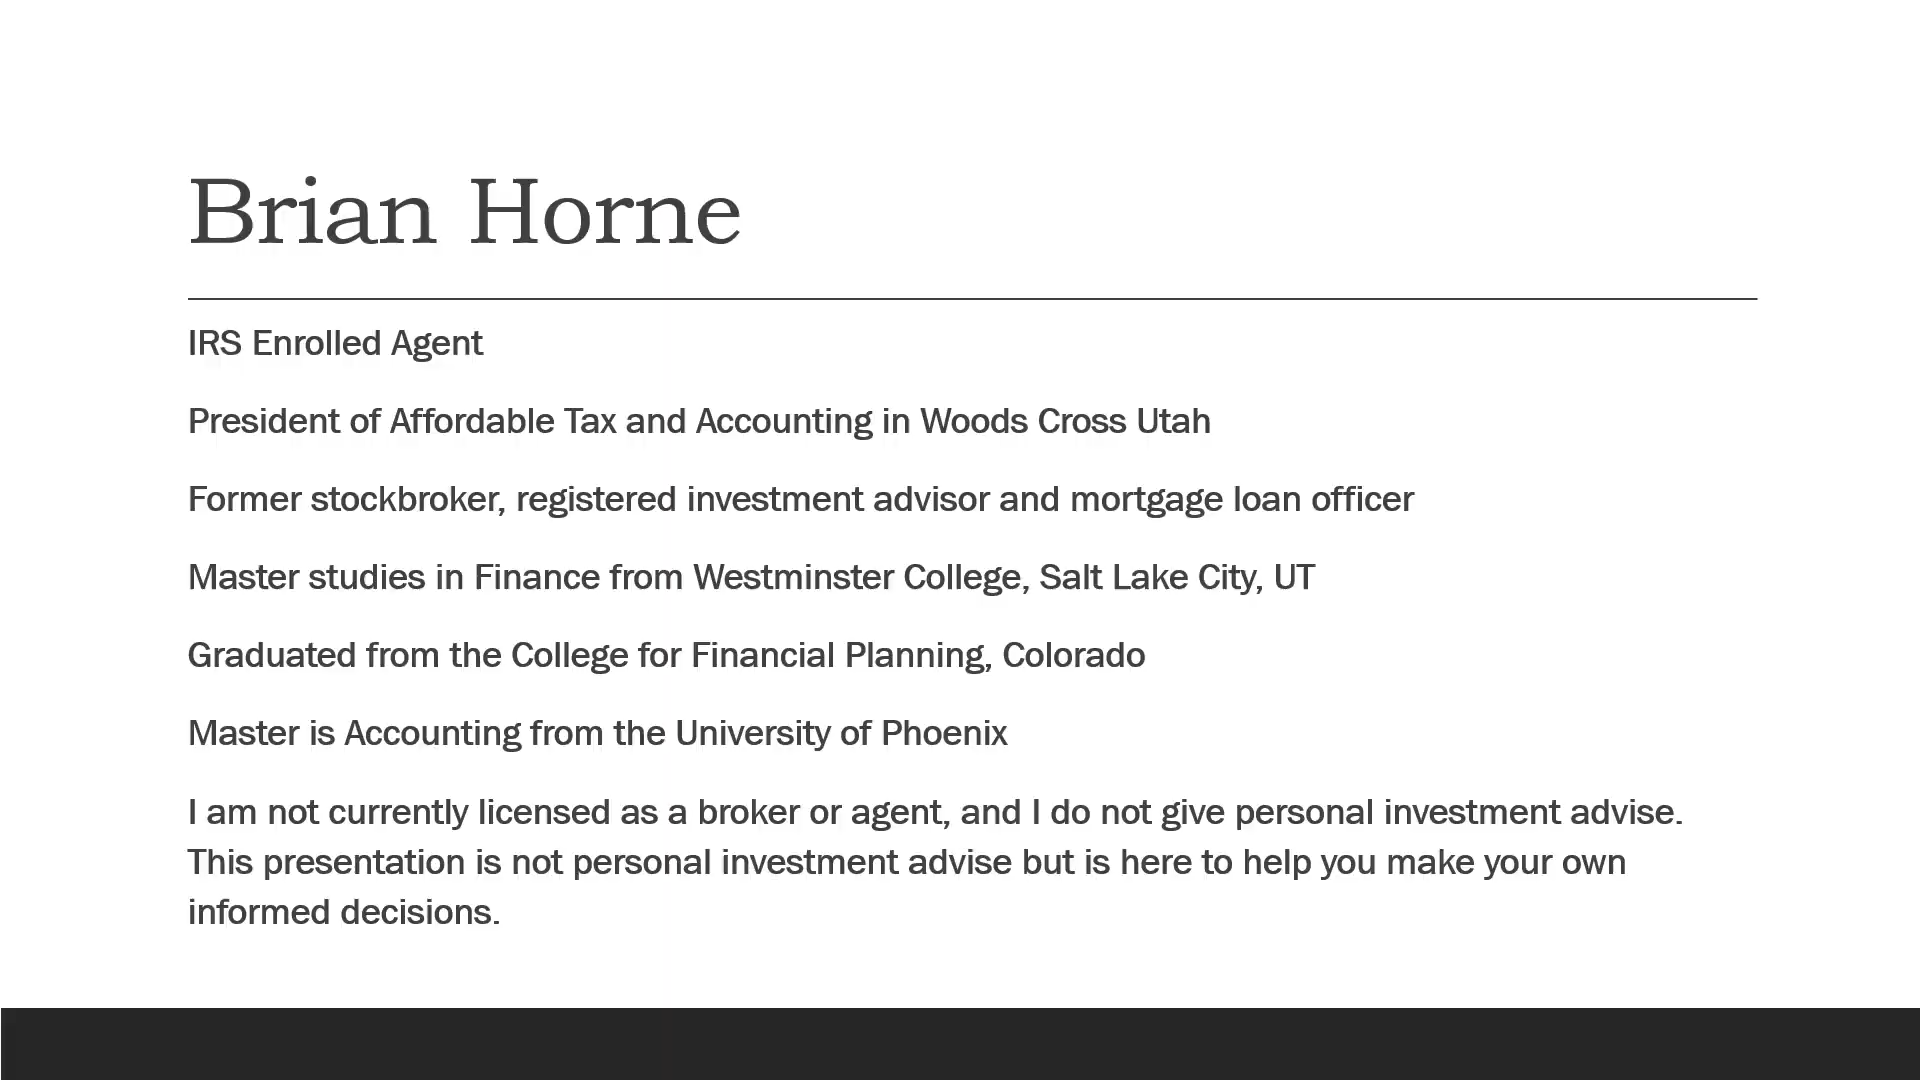 Brian Horne
IRS Enrolled Agent
President of Affordable Tax and Accounting in Woods Cross Utah
Former stockbroker, registered investment advisor and mortgage loan officer
Master studies in Finance from Westminster College, Salt Lake City, UT
Graduated from the College for Financial Planning, Colorado
Master is Accounting from the University of Phoenix
I am not currently licensed as a broker or agent, and I do not give personal investment advise.
This presentation is not personal investment advise but is here to help you make your own
informed decisions.